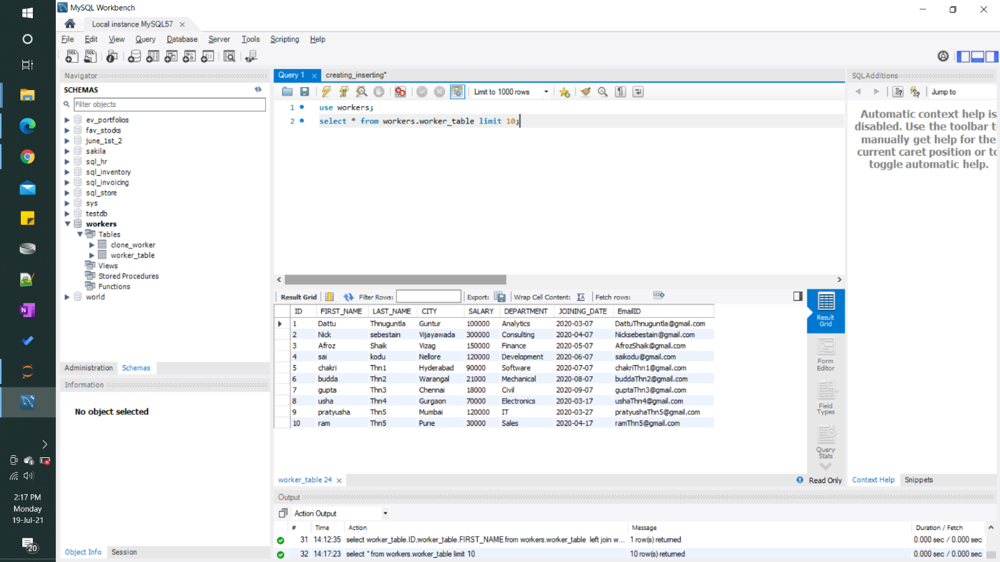 MySQL Workbench
Local instance MySQL57
File Edit View Query Database Server Tools Scripting Help
Navigator
SCHEMAS
Filter objects
ev_portfolios
fav_stocks
june_1st_2
sakila
sql_hr
sql_inventory
sql_invoicing
sql_store
sys
testdb
workers
Tables
clone_worker
worker_table
Views
Stored Procedures
Functions
world
Administration Schemas
Information
No object selected
Object Info Session
Query 1 creating_inserting*
Limit to 1000 rows
1 use workers;
2 select * from workers.worker_table limit 10;
Result Grid Filter Rows: Export: Wrap Cell Content: Fetch rows:
ID FIRST_NAME LAST_NAME CITY SALARY DEPARTMENT JOINING_DATE EmailID
1 Dattu Thnuguntla Guntur 100000 Analytics 2020-03-07 DattuThnuguntla@gmail.com
2 Nick sebestain Vijayawada 300000 Consulting 2020-04-07 Nicksebestain@gmail.com
3 Afroz Shaik Vizag 150000 Finance 2020-05-07 AfrozShaik@gmail.com
4 sai kodu Nellore 120000 Development 2020-06-07 saikodu@gmail.com
5 chakri Thn1 Hyderabad 90000 Software 2020-07-07 chakriThn1@gmail.com
6 budda Thn2 Warangal 21000 Mechanical 2020-08-07 buddaThn2@gmail.com
7 gupta Thn3 Chennai 18000 Civil 2020-09-07 guptaThn3@gmail.com
8 usha Thn4 Gurgaon 70000 Electronics 2020-03-17 ushaThn4@gmail.com
9 pratyusha Thn5 Mumbai 120000 IT 2020-03-27 pratyushaThn5@gmail.com
10 ram Thn5 Pune 30000 Sales 2020-04-17 ramThn5@gmail.com
Result
Grid
Form
Editor
Field
Types
Query
Stats
worker_table 24
Read Only
SQLAdditions
Jump to
Automatic context help is
disabled. Use the toolbar t
manually get help for the
current caret position or to
toggle automatic help.
Context Help Snippets
Output
Action Output
# Time Action Message Duration / Fetch
31 14:12:35 select worker_table.ID,worker_table.FIRST_NAME from workers.worker_table left join w... 1 row(s) returned 0.000 sec / 0.000 sec
32 14:17:23 select * from workers.worker_table limit 10 10 row(s) returned 0.000 sec / 0.000 sec
2:17 PM
Monday
19-Jul-21
20